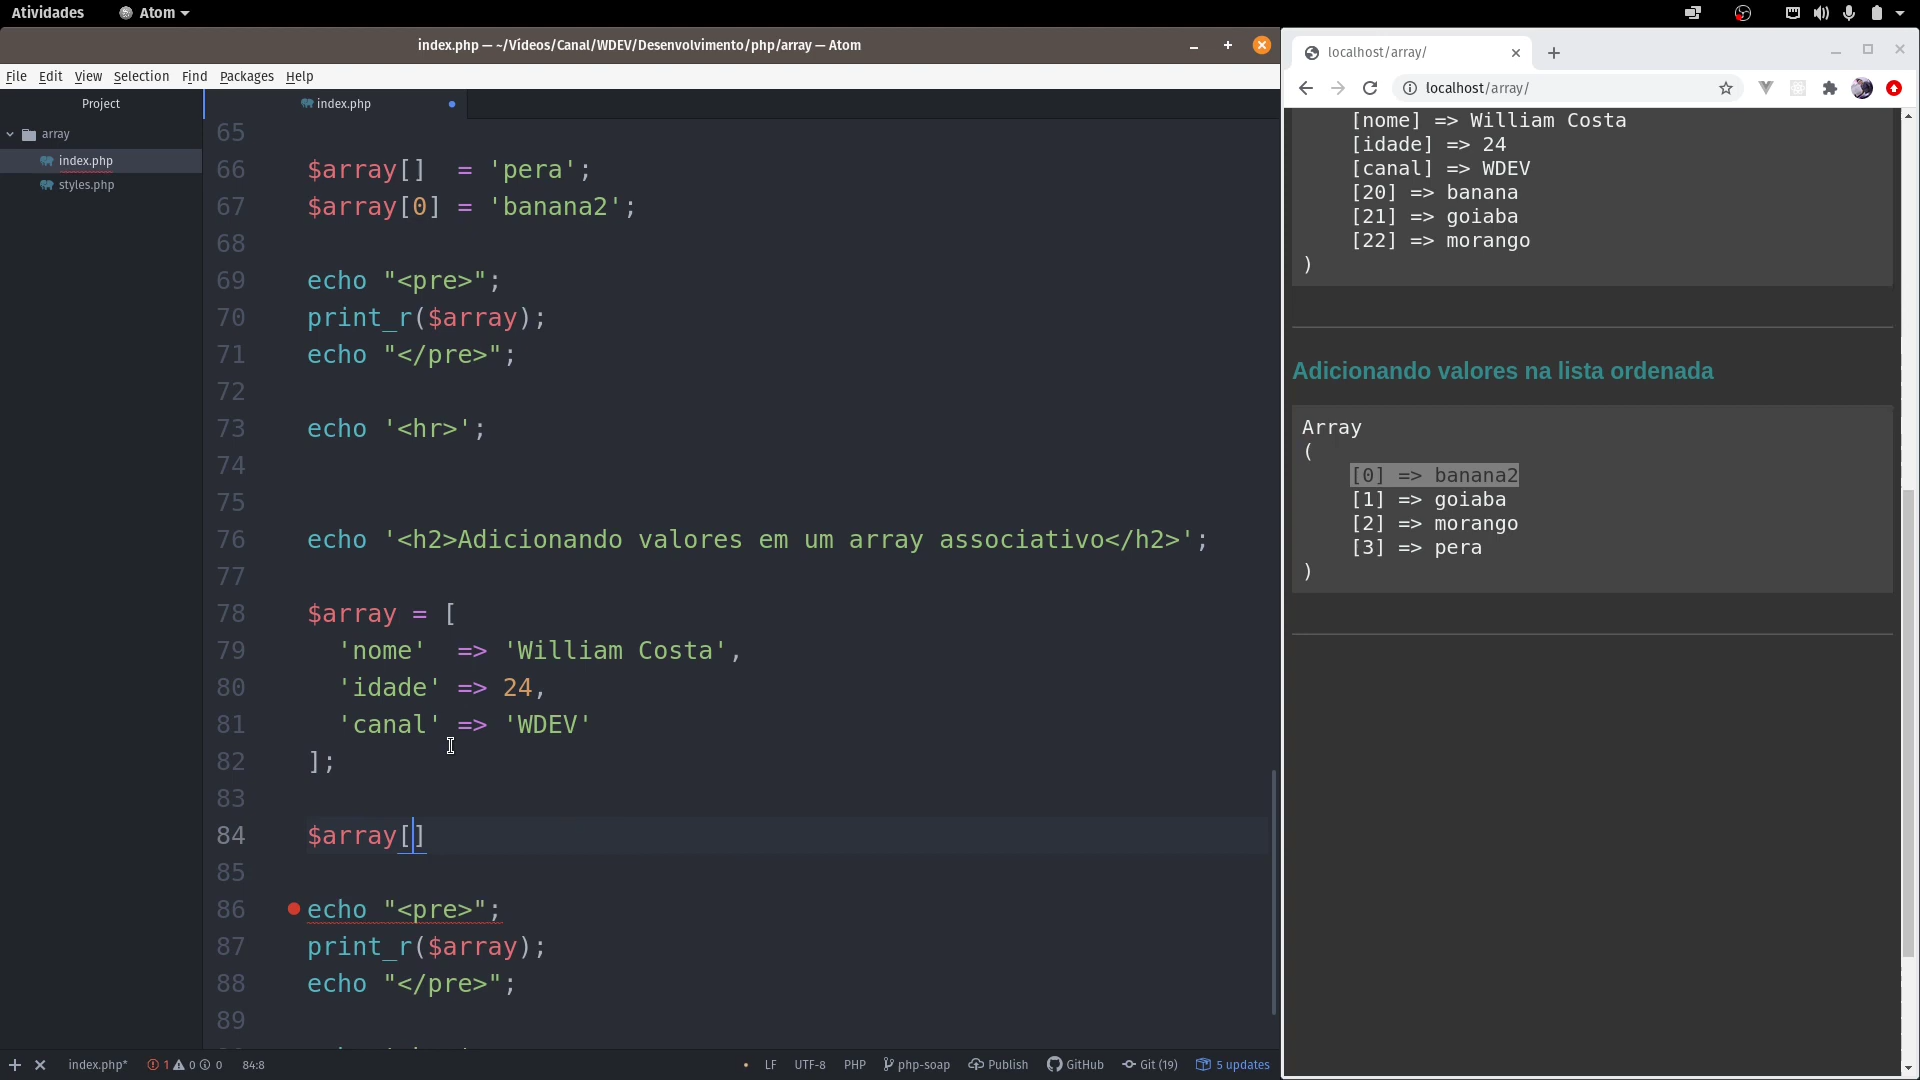 Atividades
Atom
index.php — ~/Videos/Canal/WDEV/Desenvolvimento/php/array — Atom
File Edit View Selection Find Packages Help
Project
array
index.php
styles.php
index.php
65
66 $array[]  = 'pera';
67 $array[0] = 'banana2';
68
69 echo "<pre>";
70 print_r($array);
71 echo "</pre>";
72
73 echo '<hr>';
74
75
76 echo '<h2>Adicionando valores em um array associativo</h2>';
77
78 $array = [
79   'nome'  => 'William Costa',
80   'idade' => 24,
81   'canal' => 'WDEV'
82 ];
83
84 $array[]
85
86 echo "<pre>";
87 print_r($array);
88 echo "</pre>";
89
index.php* 1 0 0 84:8 LF UTF-8 PHP php-soap Publish GitHub Git (19) 5 updates
localhost/array/
localhost/array/
[nome] => William Costa
[idade] => 24
[canal] => WDEV
[20] => banana
[21] => goiaba
[22] => morango
)
Adicionando valores na lista ordenada
Array
(
[0] => banana2
[1] => goiaba
[2] => morango
[3] => pera
)